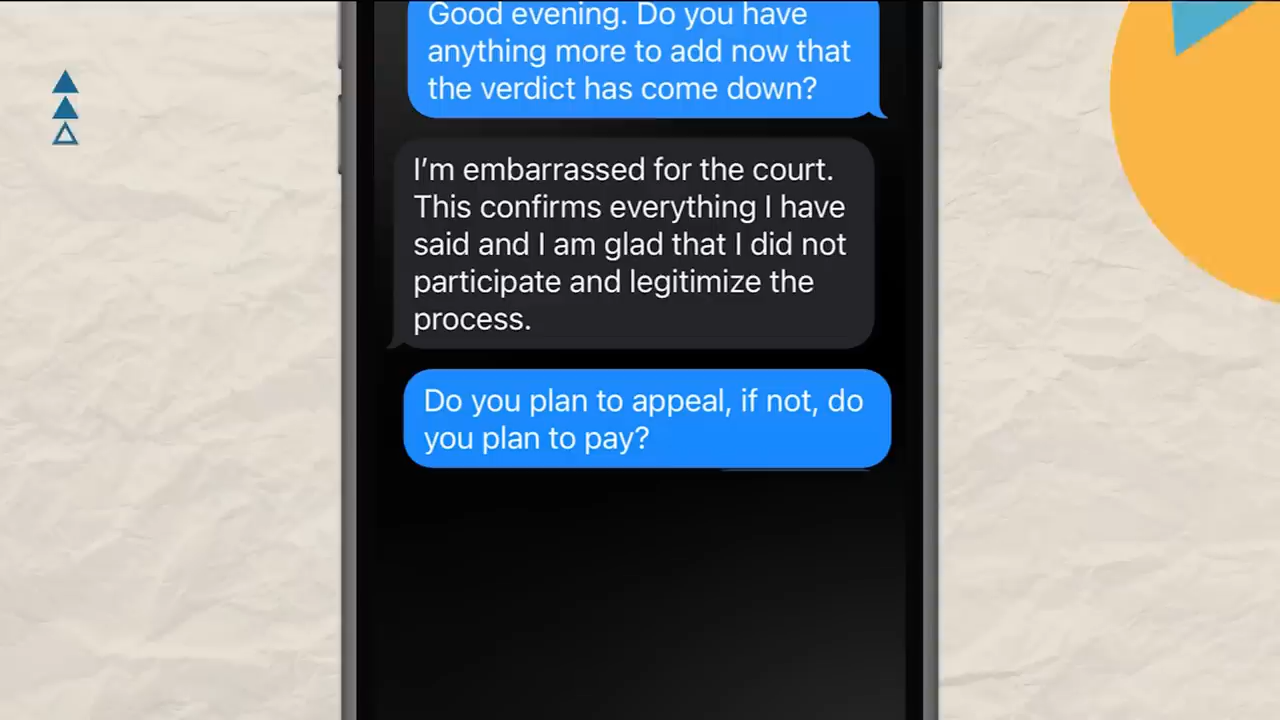 Good evening. Do you have
anything more to add now that
the verdict has come down?
I’m embarrassed for the court.
This confirms everything I have
said and I am glad that I did not
participate and legitimize the
process.
Do you plan to appeal, if not, do
you plan to pay?